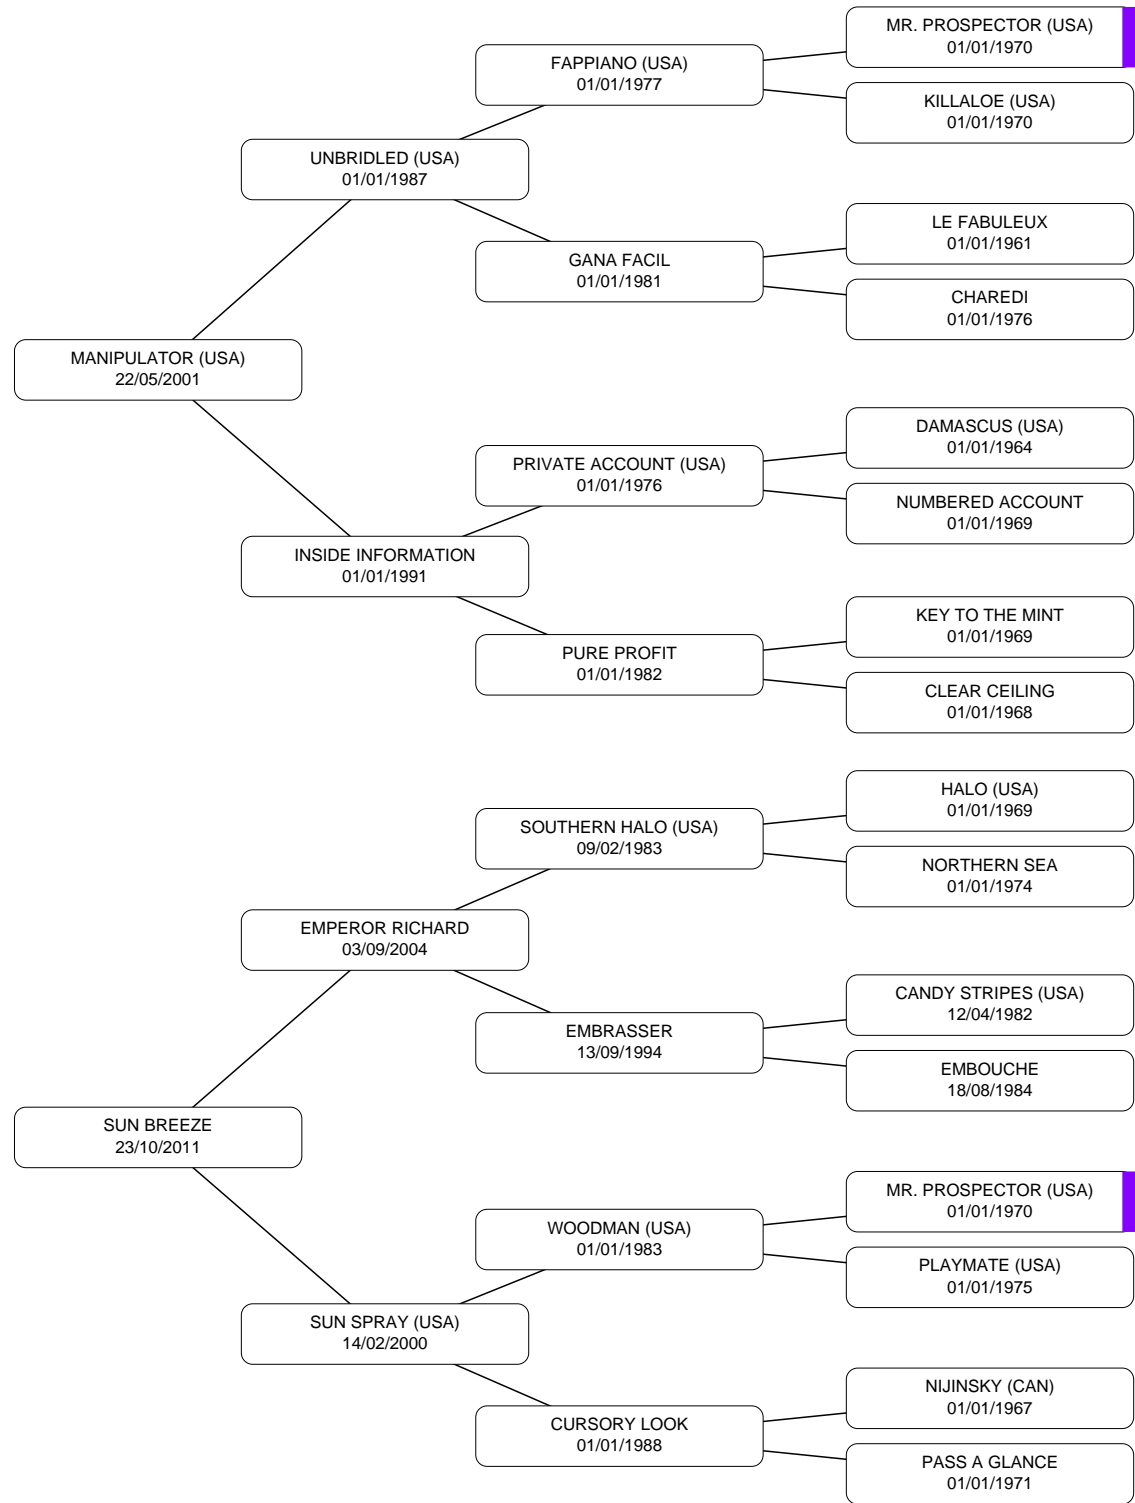 MR. PROSPECTOR (USA)
01/01/1970
FAPPIANO (USA)
01/01/1977
KILLALOE (USA)
01/01/1970
UNBRIDLED (USA)
01/01/1987
LE FABULEUX
01/01/1961
GANA FACIL
01/01/1981
CHAREDI
01/01/1976
MANIPULATOR (USA)
22/05/2001
DAMASCUS (USA)
01/01/1964
PRIVATE ACCOUNT (USA)
01/01/1976
NUMBERED ACCOUNT
01/01/1969
INSIDE INFORMATION
01/01/1991
KEY TO THE MINT
01/01/1969
PURE PROFIT
01/01/1982
CLEAR CEILING
01/01/1968
HALO (USA)
01/01/1969
SOUTHERN HALO (USA)
09/02/1983
NORTHERN SEA
01/01/1974
EMPEROR RICHARD
03/09/2004
CANDY STRIPES (USA)
12/04/1982
EMBRASSER
13/09/1994
EMBOUCHE
18/08/1984
SUN BREEZE
23/10/2011
MR. PROSPECTOR (USA)
01/01/1970
WOODMAN (USA)
01/01/1983
PLAYMATE (USA)
01/01/1975
SUN SPRAY (USA)
14/02/2000
NIJINSKY (CAN)
01/01/1967
CURSORY LOOK
01/01/1988
PASS A GLANCE
01/01/1971